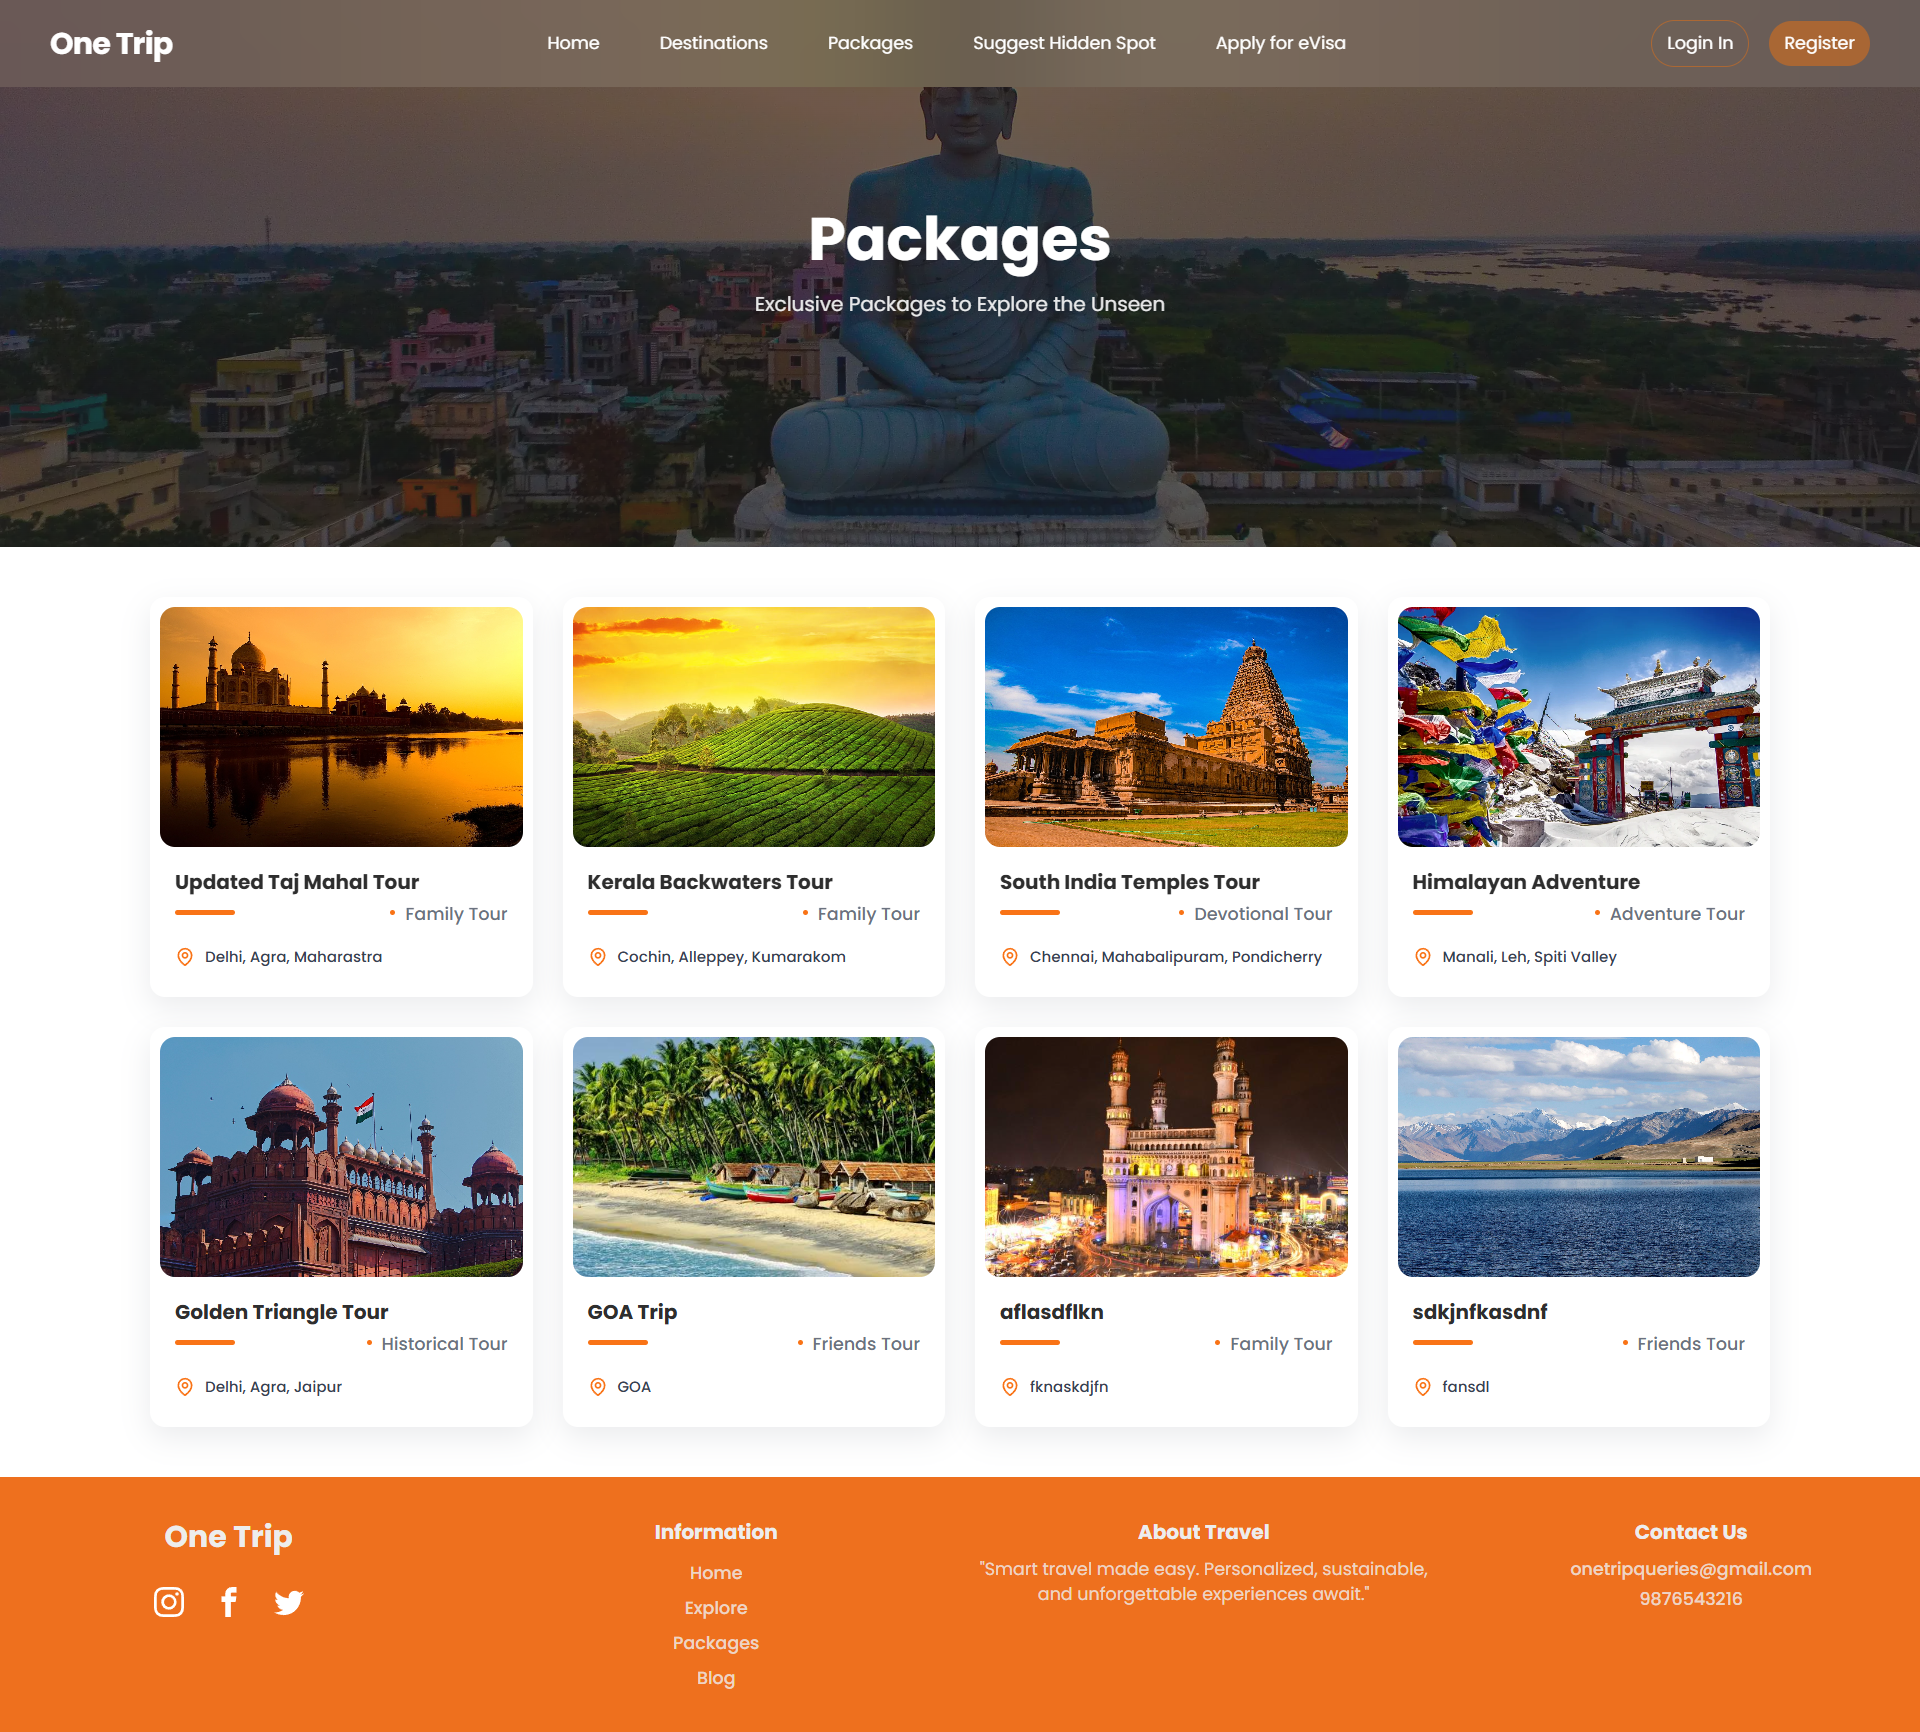 One Trip
Home
Destinations
Packages
Suggest Hidden Spot
Apply for eVisa
Login In
Register
Packages
Exclusive Packages to Explore the Unseen
Updated Taj Mahal Tour
Family Tour
Delhi, Agra, Maharastra
Kerala Backwaters Tour
Family Tour
Cochin, Alleppey, Kumarakom
South India Temples Tour
Devotional Tour
Chennai, Mahabalipuram, Pondicherry
Himalayan Adventure
Adventure Tour
Manali, Leh, Spiti Valley
Golden Triangle Tour
Historical Tour
Delhi, Agra, Jaipur
GOA Trip
Friends Tour
GOA
aflasdflkn
Family Tour
fknaskdjfn
sdkjnfkasdnf
Friends Tour
fansdl
One Trip
Information
Home
Explore
Packages
Blog
About Travel
"Smart travel made easy. Personalized, sustainable,
and unforgettable experiences await."
Contact Us
onetripqueries@gmail.com
9876543216